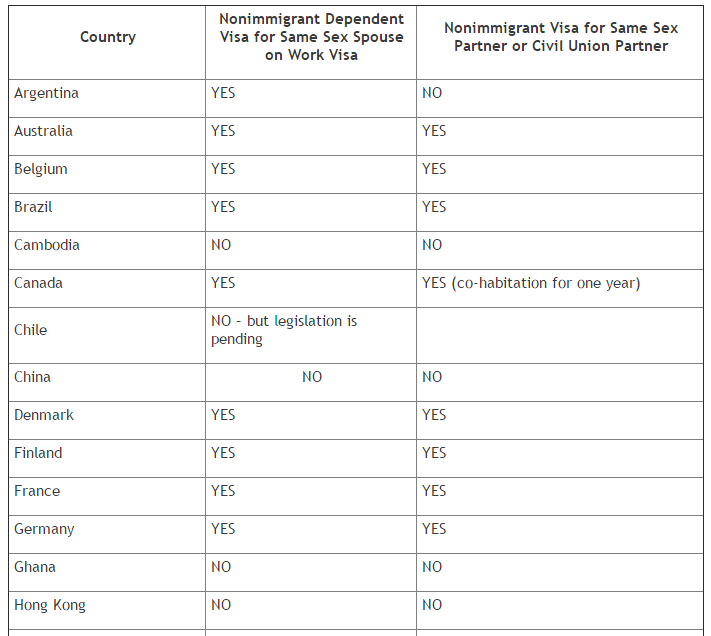 Country
Nonimmigrant Dependent
Visa for Same Sex Spouse
on Work Visa
Nonimmigrant Visa for Same Sex
Partner or Civil Union Partner
Argentina YES NO
Australia YES YES
Belgium YES YES
Brazil YES YES
Cambodia NO NO
Canada YES YES (co-habitation for one year)
Chile NO - but legislation is
pending
China NO NO
Denmark YES YES
Finland YES YES
France YES YES
Germany YES YES
Ghana NO NO
Hong Kong NO NO